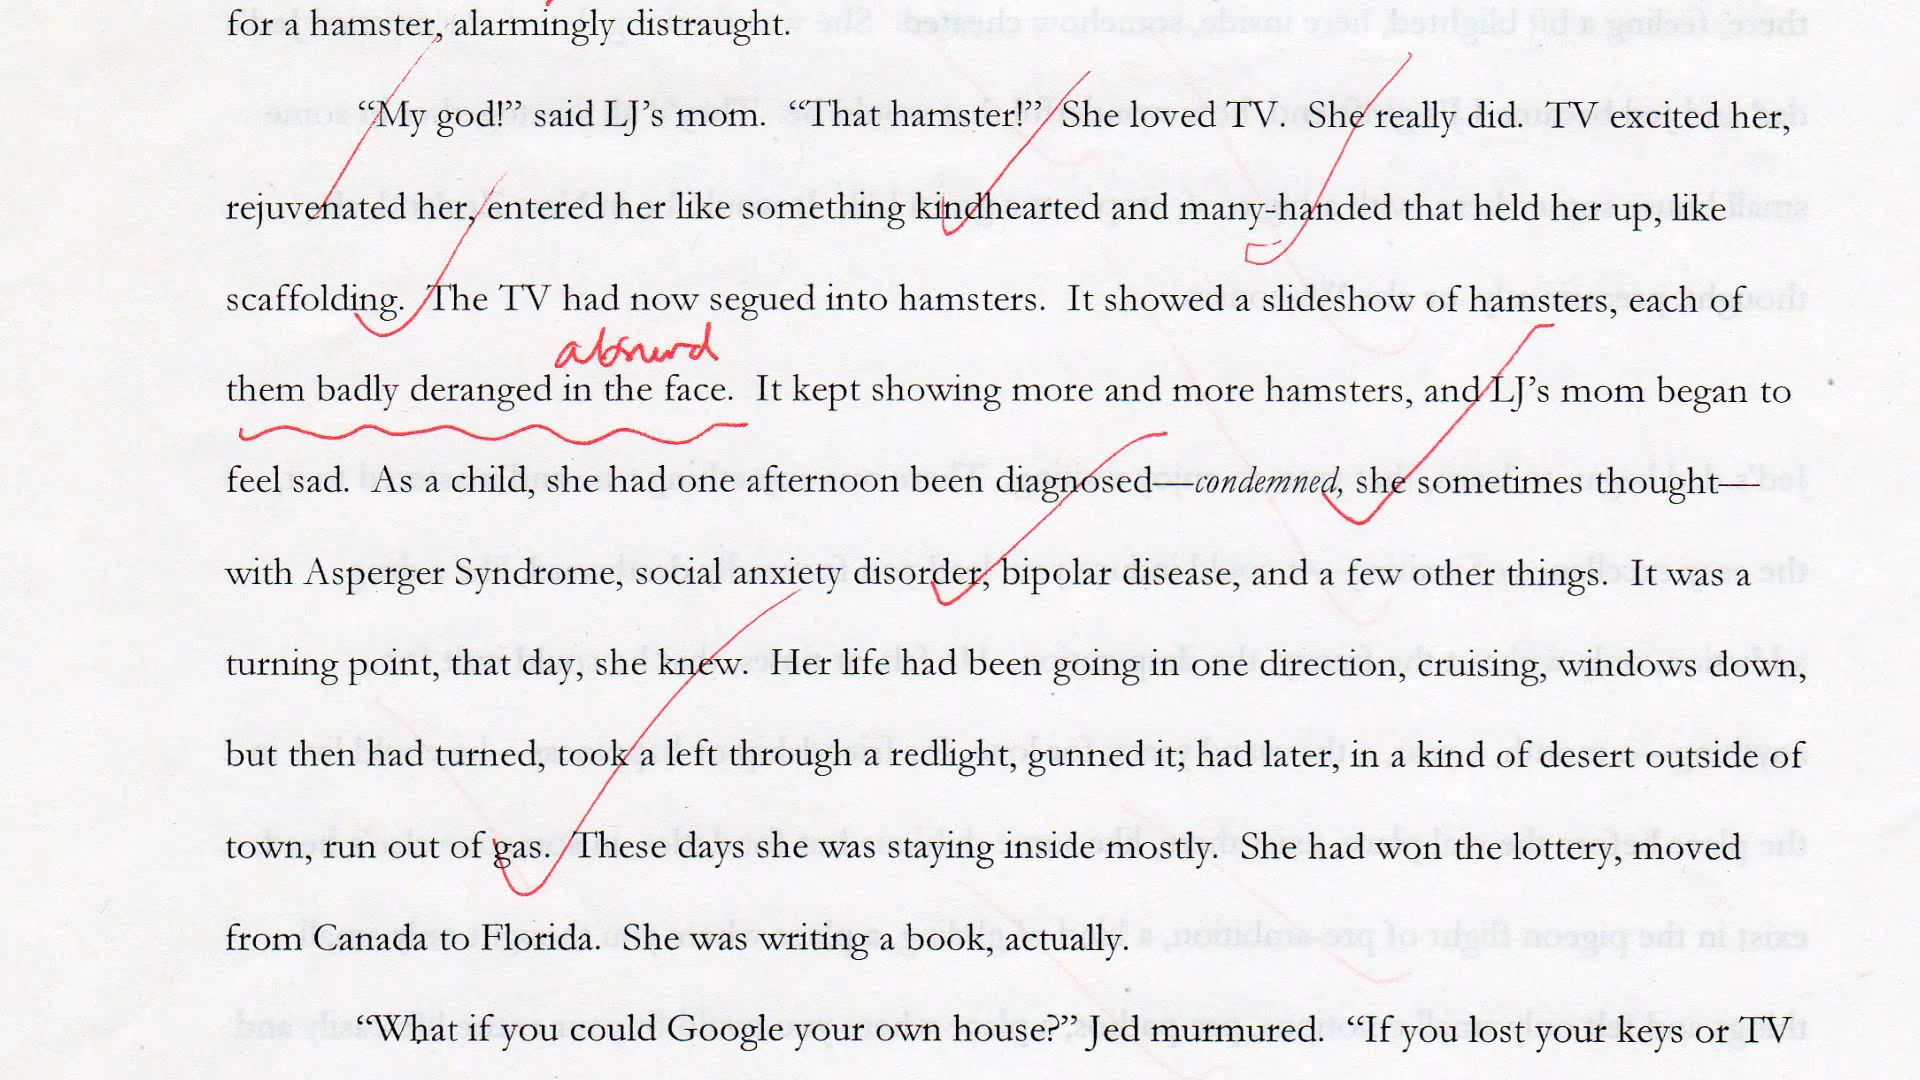 for a hamster, alarmingly distraught.
“My god!” said LJ’s mom.  “That hamster!”  She loved TV.  She really did.  TV excited her,
rejuvenated her, entered her like something kindhearted and many-handed that held her up, like
scaffolding.  The TV had now segued into hamsters.  It showed a slideshow of hamsters, each of
absurd
them badly deranged in the face.  It kept showing more and more hamsters, and LJ’s mom began to
feel sad.  As a child, she had one afternoon been diagnosed—condemned, she sometimes thought—
with Asperger Syndrome, social anxiety disorder, bipolar disease, and a few other things.  It was a
turning point, that day, she knew.  Her life had been going in one direction, cruising, windows down,
but then had turned, took a left through a redlight, gunned it; had later, in a kind of desert outside of
town, run out of gas.  These days she was staying inside mostly.  She had won the lottery, moved
from Canada to Florida.  She was writing a book, actually.
“What if you could Google your own house?” Jed murmured.  “If you lost your keys or TV